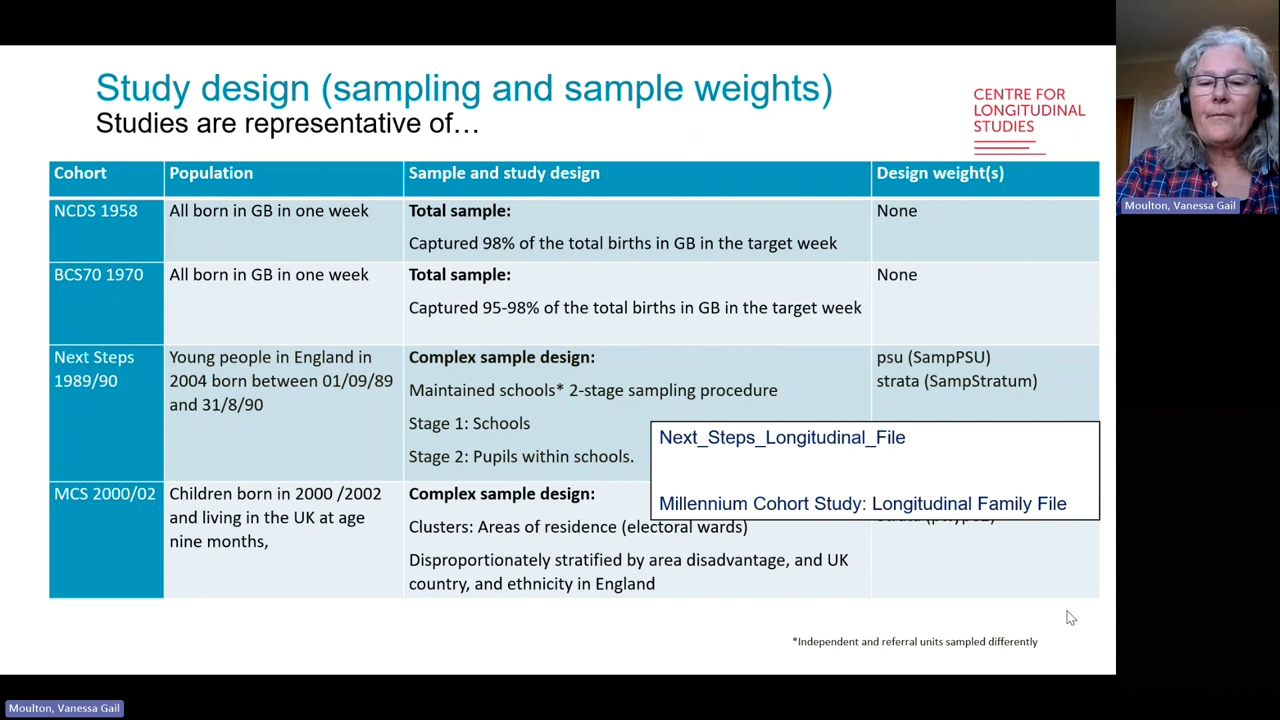 Study design (sampling and sample weights)
Studies are representative of…
CENTRE FOR
LONGITUDINAL
STUDIES
Cohort
Population
Sample and study design
Design weight(s)
NCDS 1958
All born in GB in one week
Total sample:
Captured 98% of the total births in GB in the target week
None
BCS70 1970
All born in GB in one week
Total sample:
Captured 95-98% of the total births in GB in the target week
None
Next Steps
1989/90
Young people in England in
2004 born between 01/09/89
and 31/8/90
Complex sample design:
Maintained schools* 2-stage sampling procedure
Stage 1: Schools
Stage 2: Pupils within schools.
psu (SampPSU)
strata (SampStratum)
Next_Steps_Longitudinal_File
Millennium Cohort Study: Longitudinal Family File
MCS 2000/02
Children born in 2000 /2002
and living in the UK at age
nine months,
Complex sample design:
Clusters: Areas of residence (electoral wards)
Disproportionately stratified by area disadvantage, and UK
country, and ethnicity in England
*Independent and referral units sampled differently
Moulton, Vanessa Gail
Moulton, Vanessa Gail